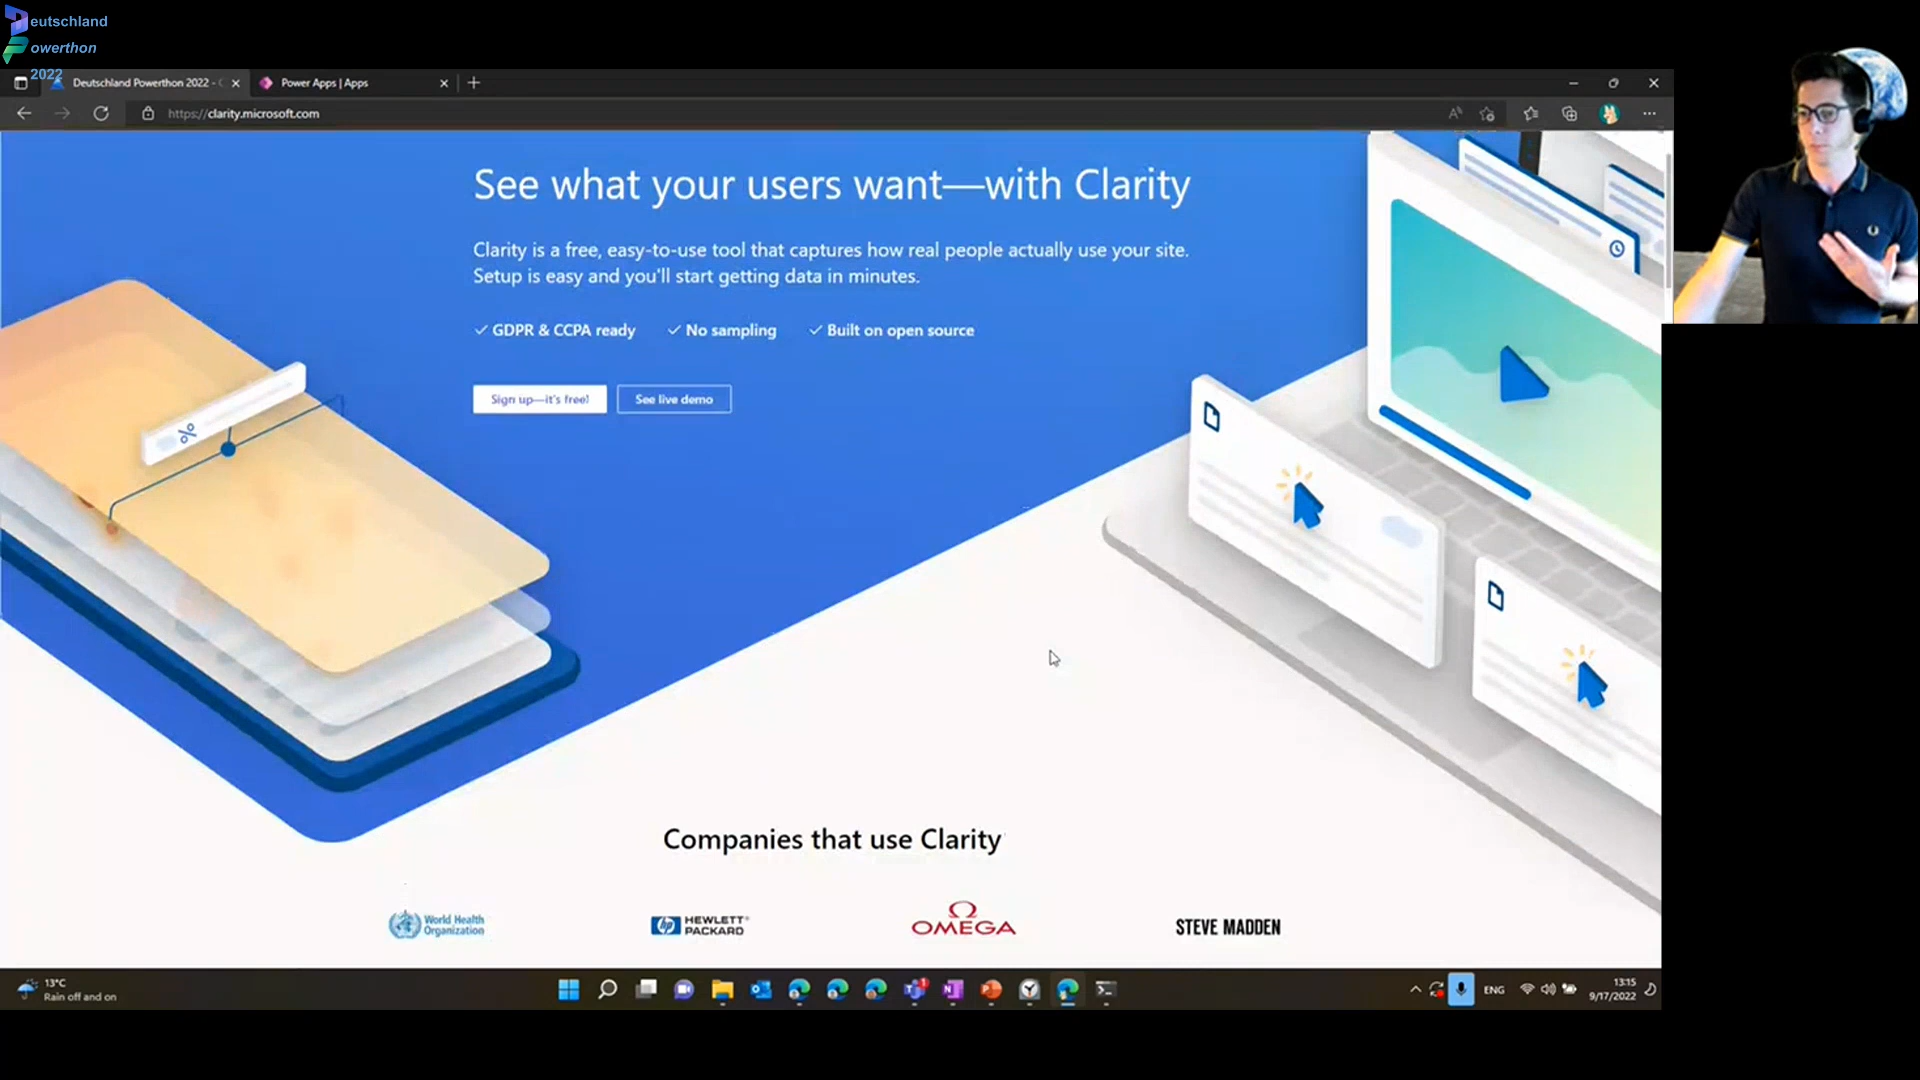 Deutschland
Powerthon
2022
Deutschland Powerthon 2022 -
Power Apps | Apps
https://clarity.microsoft.com
See what your users want—with Clarity
Clarity is a free, easy-to-use tool that captures how real people actually use your site.
Setup is easy and you'll start getting data in minutes.
GDPR & CCPA ready
No sampling
Built on open source
Sign up—it's free!
See live demo
%
Companies that use Clarity
World Health
Organization
hp
HEWLETT®
PACKARD
Ω
OMEGA
STEVE MADDEN
13°C
Rain off and on
ENG
13:15
9/17/2022